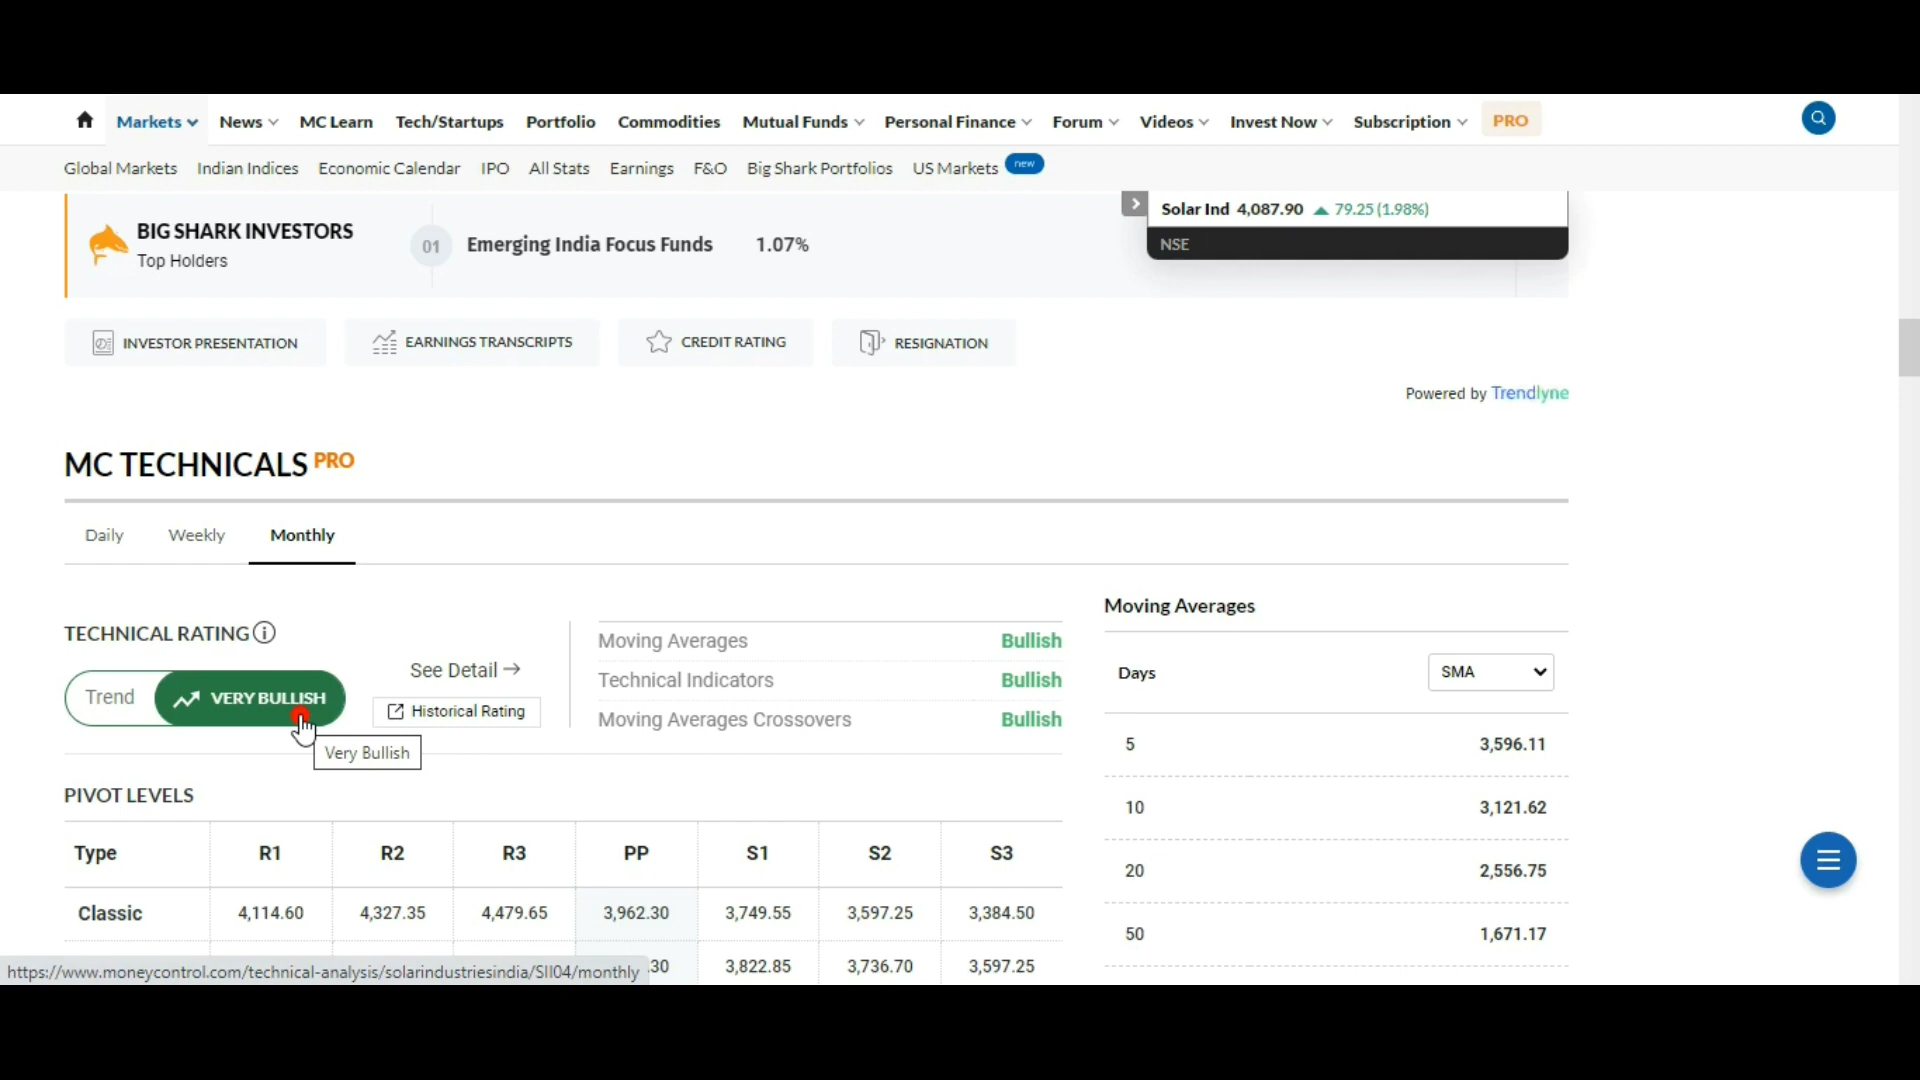 Markets News MC Learn Tech/Startups Portfolio Commodities Mutual Funds Personal Finance Forum Videos Invest Now Subscription PRO
Global Markets Indian Indices Economic Calendar IPO All Stats Earnings F&O Big Shark Portfolios US Markets new
BIG SHARK INVESTORS
Top Holders
01 Emerging India Focus Funds 1.07%
Solar Ind 4,087.90 79.25 (1.98%)
NSE
INVESTOR PRESENTATION EARNINGS TRANSCRIPTS CREDIT RATING RESIGNATION
Powered by Trendlyne
MC TECHNICALS PRO
Daily Weekly Monthly
TECHNICAL RATING
Trend VERY BULLISH
See Detail
Historical Rating
Very Bullish
Moving Averages Bullish
Technical Indicators Bullish
Moving Averages Crossovers Bullish
Moving Averages
Days SMA
5 3,596.11
10 3,121.62
20 2,556.75
50 1,671.17
PIVOT LEVELS
Type R1 R2 R3 PP S1 S2 S3
Classic 4,114.60 4,327.35 4,479.65 3,962.30 3,749.55 3,597.25 3,384.50
.30 3,822.85 3,736.70 3,597.25
https://www.moneycontrol.com/technical-analysis/solarindustriesindia/SII04/monthly